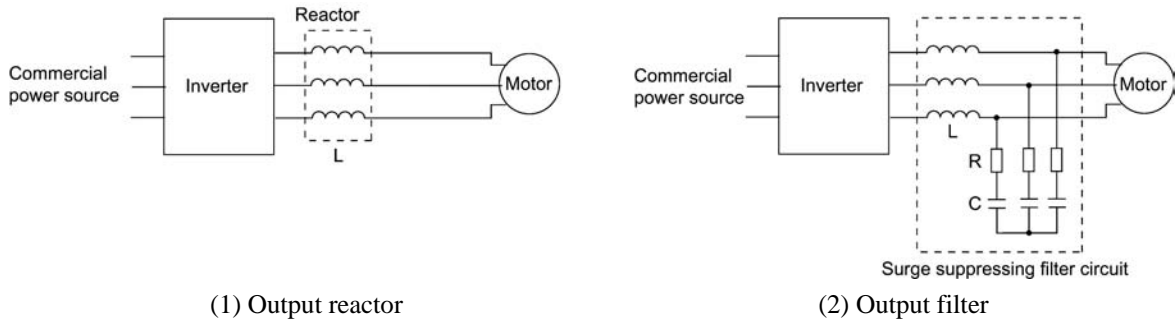 Reactor
Commercial
power source
Inverter
Motor
L
(1) Output reactor
Commercial
power source
Inverter
Motor
L
R
C
Surge suppressing filter circuit
(2) Output filter